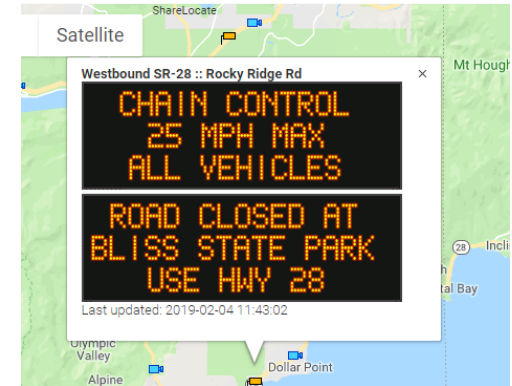 ShareLocate
Satellite
Mt Hough
Westbound SR-28 :: Rocky Ridge Rd ×
CHAIN CONTROL
25 MPH MAX
ALL VEHICLES
ROAD CLOSED AT
BLISS STATE PARK
USE HWY 28
Last updated: 2019-02-04 11:43:02
28 Incli
tal Bay
Olympic
Valley
Dollar Point
Alpine